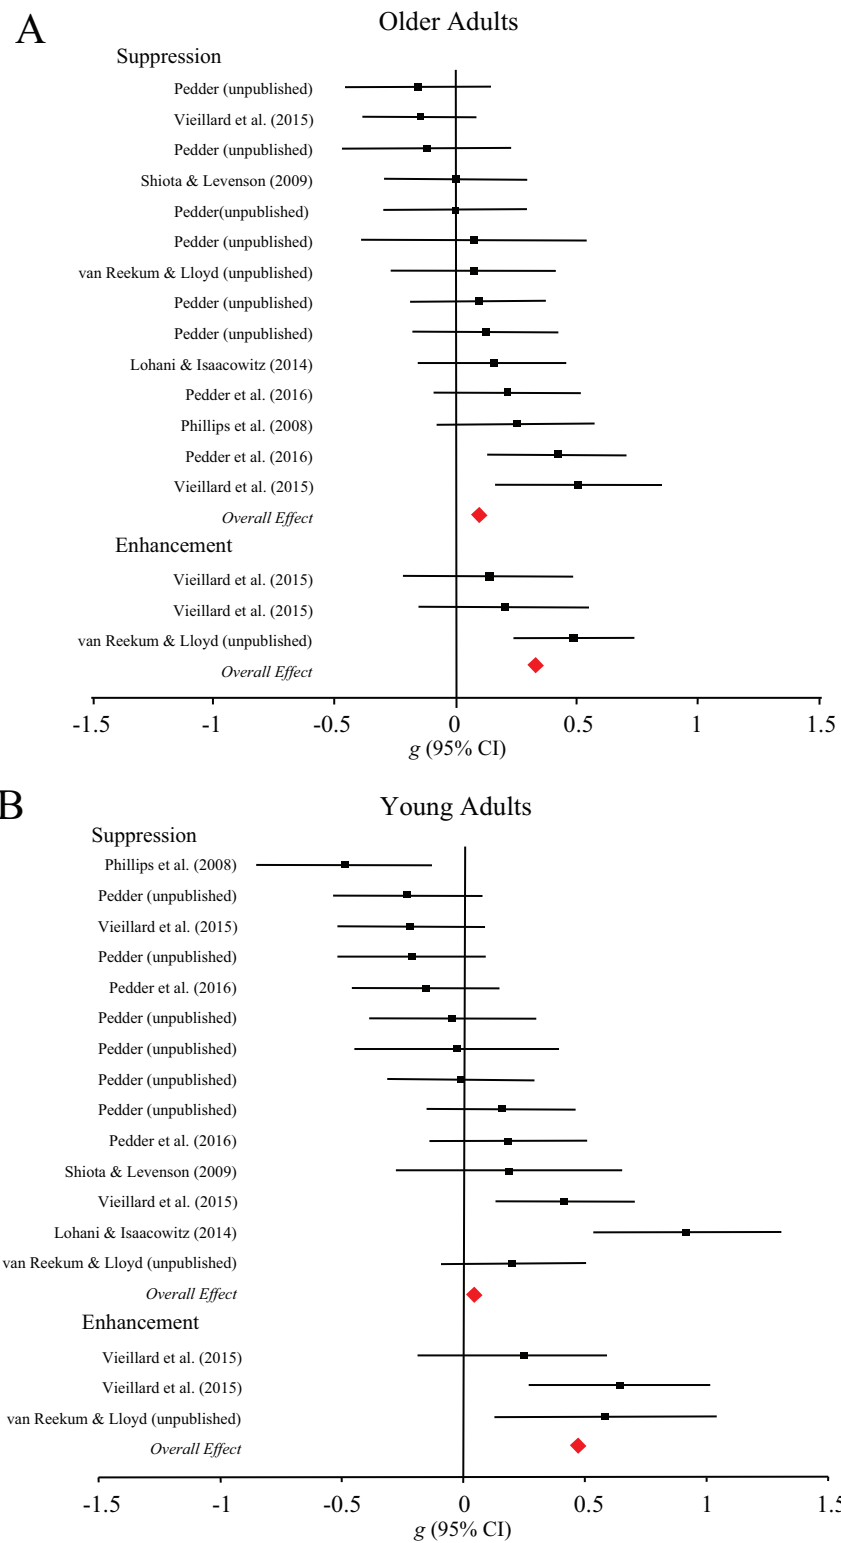 A
Older Adults
Suppression
Pedder (unpublished)
Vieillard et al. (2015)
Pedder (unpublished)
Shiota & Levenson (2009)
Pedder(unpublished)
Pedder (unpublished)
van Reekum & Lloyd (unpublished)
Pedder (unpublished)
Pedder (unpublished)
Lohani & Isaacowitz (2014)
Pedder et al. (2016)
Phillips et al. (2008)
Pedder et al. (2016)
Vieillard et al. (2015)
Overall Effect
Enhancement
Vieillard et al. (2015)
Vieillard et al. (2015)
van Reekum & Lloyd (unpublished)
Overall Effect
-1.5 -1 -0.5 0 0.5 1 1.5
g (95% CI)
B
Young Adults
Suppression
Phillips et al. (2008)
Pedder (unpublished)
Vieillard et al. (2015)
Pedder (unpublished)
Pedder et al. (2016)
Pedder (unpublished)
Pedder (unpublished)
Pedder (unpublished)
Pedder (unpublished)
Pedder et al. (2016)
Shiota & Levenson (2009)
Vieillard et al. (2015)
Lohani & Isaacowitz (2014)
van Reekum & Lloyd (unpublished)
Overall Effect
Enhancement
Vieillard et al. (2015)
Vieillard et al. (2015)
van Reekum & Lloyd (unpublished)
Overall Effect
-1.5 -1 -0.5 0 0.5 1 1.5
g (95% CI)